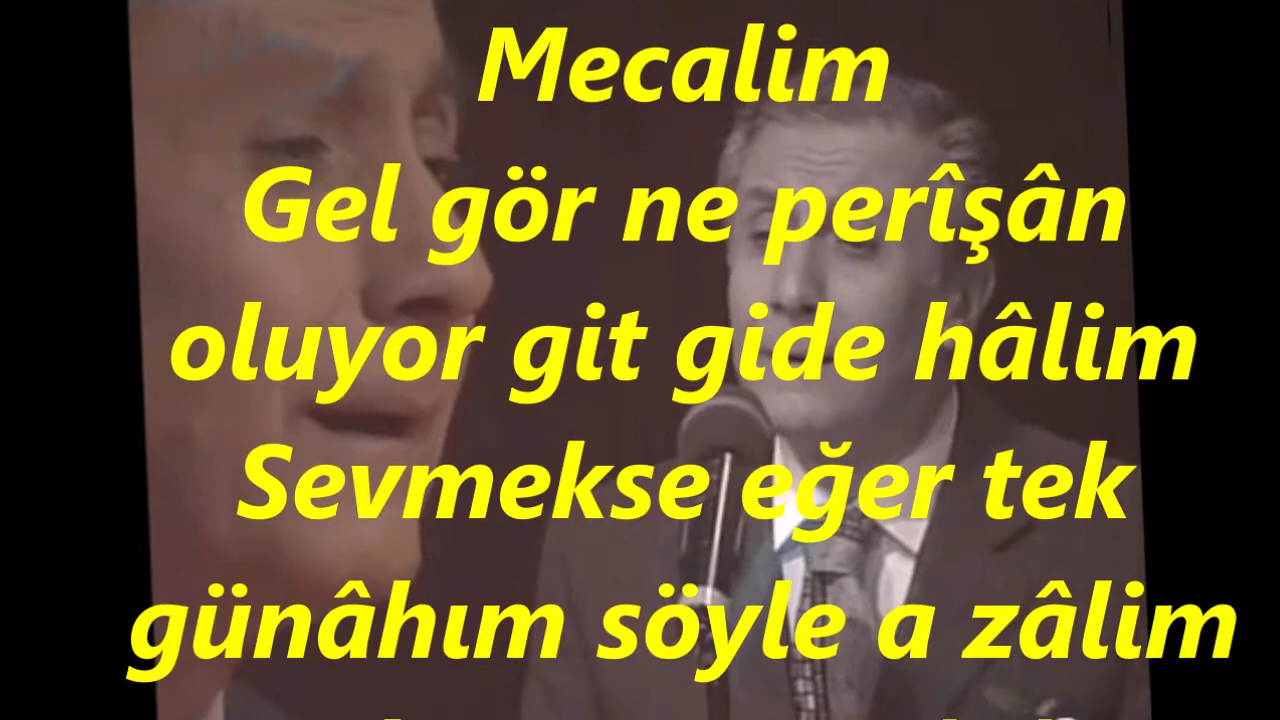 Mecalim
Gel gör ne perîşân
oluyor git gide hâlim
Sevmekse eğer tek
günâhım söyle a zâlim